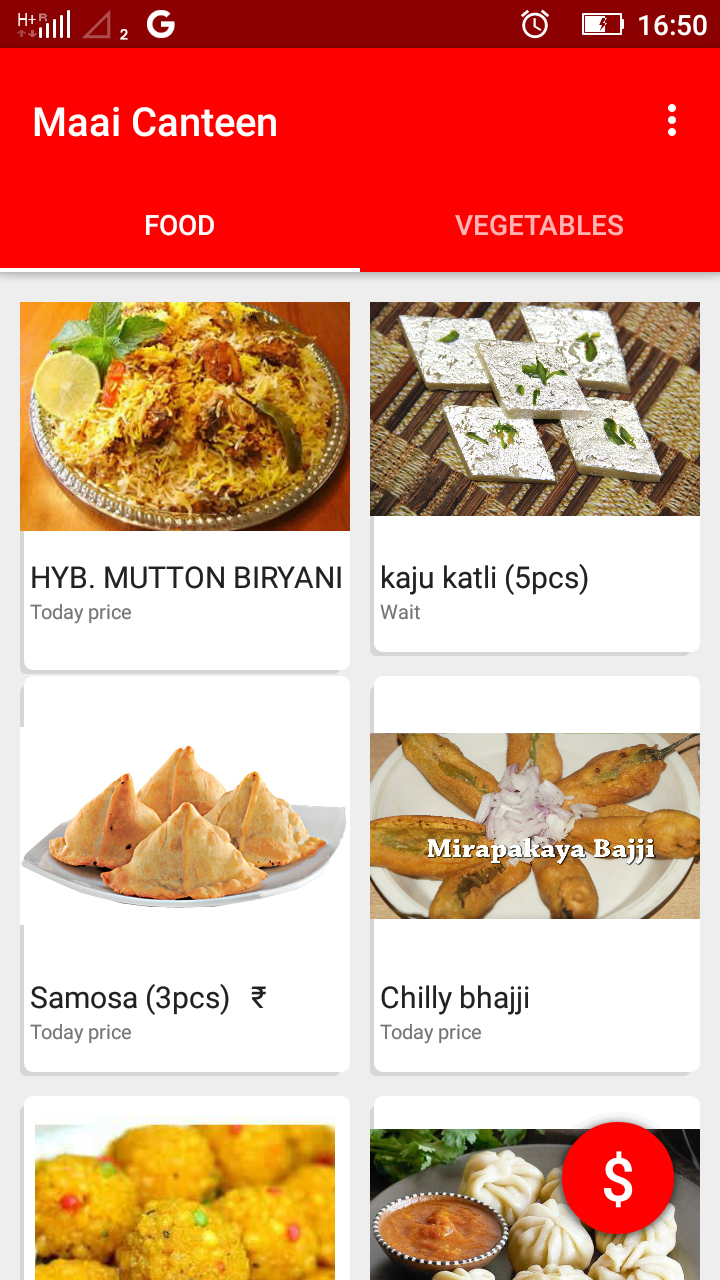 H+ R 2 G 16:50
Maai Canteen
FOOD VEGETABLES
HYB. MUTTON BIRYANI
Today price
kaju katli (5pcs)
Wait
Mirapakaya Bajji
Samosa (3pcs) ₹
Today price
Chilly bhajji
Today price
$